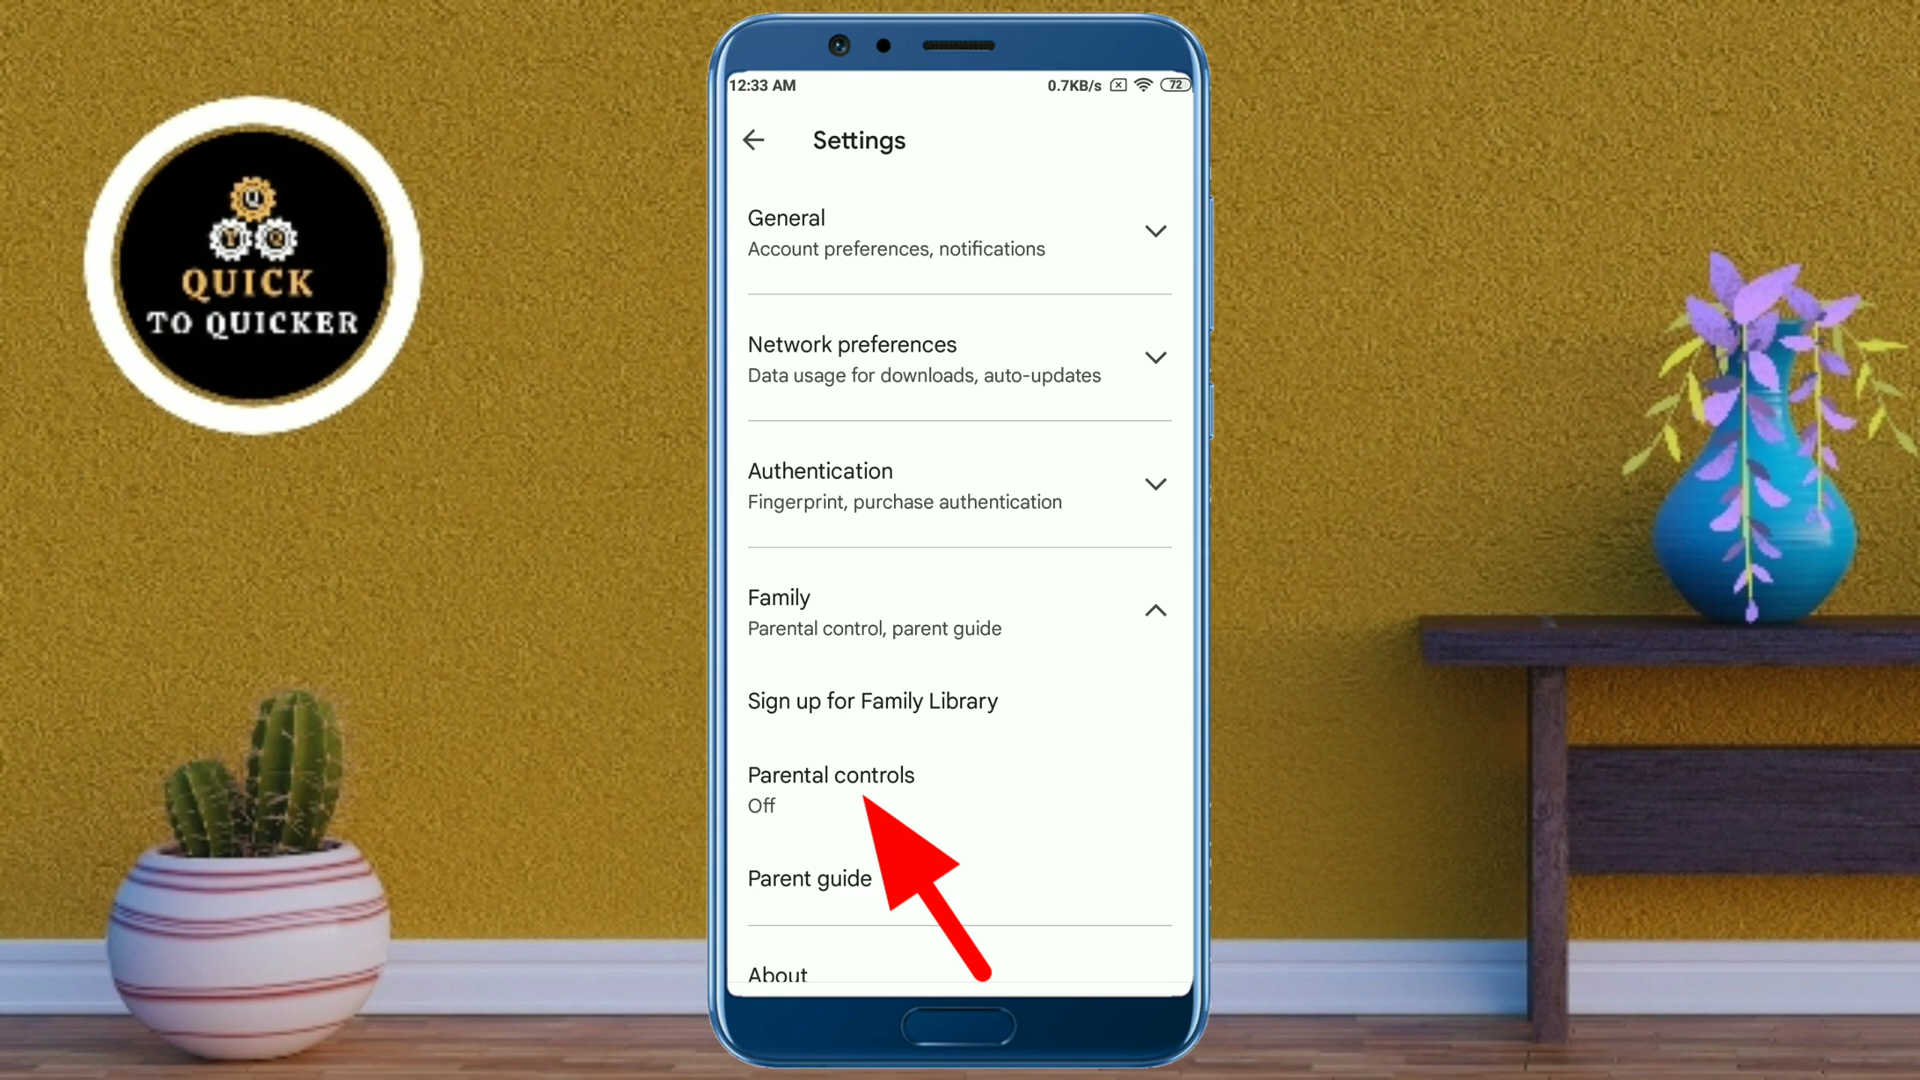 Q
T Q
QUICK
TO QUICKER
12:33 AM
0.7KB/s
72
Settings
General
Account preferences, notifications
Network preferences
Data usage for downloads, auto-updates
Authentication
Fingerprint, purchase authentication
Family
Parental control, parent guide
Sign up for Family Library
Parental controls
Off
Parent guide
About